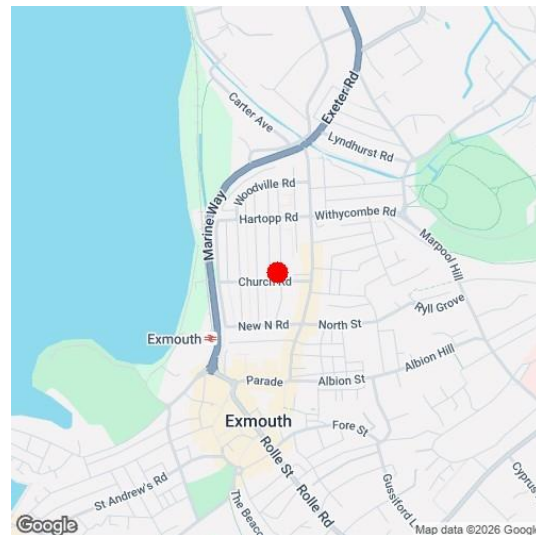 Exeter Rd
Carter Ave
Lyndhurst Rd
Woodville Rd
Hartopp Rd
Withycombe Rd
Marine Way
Marpool Hill
Church Rd
Ryll Grove
New N Rd
North St
Exmouth
Albion Hill
Parade
Albion St
Exmouth
Fore St
Rolle St
Rolle Rd
St Andrew's Rd
The Beaco
Gussiford L
Cyprus
Google
Map data ©2026 Google